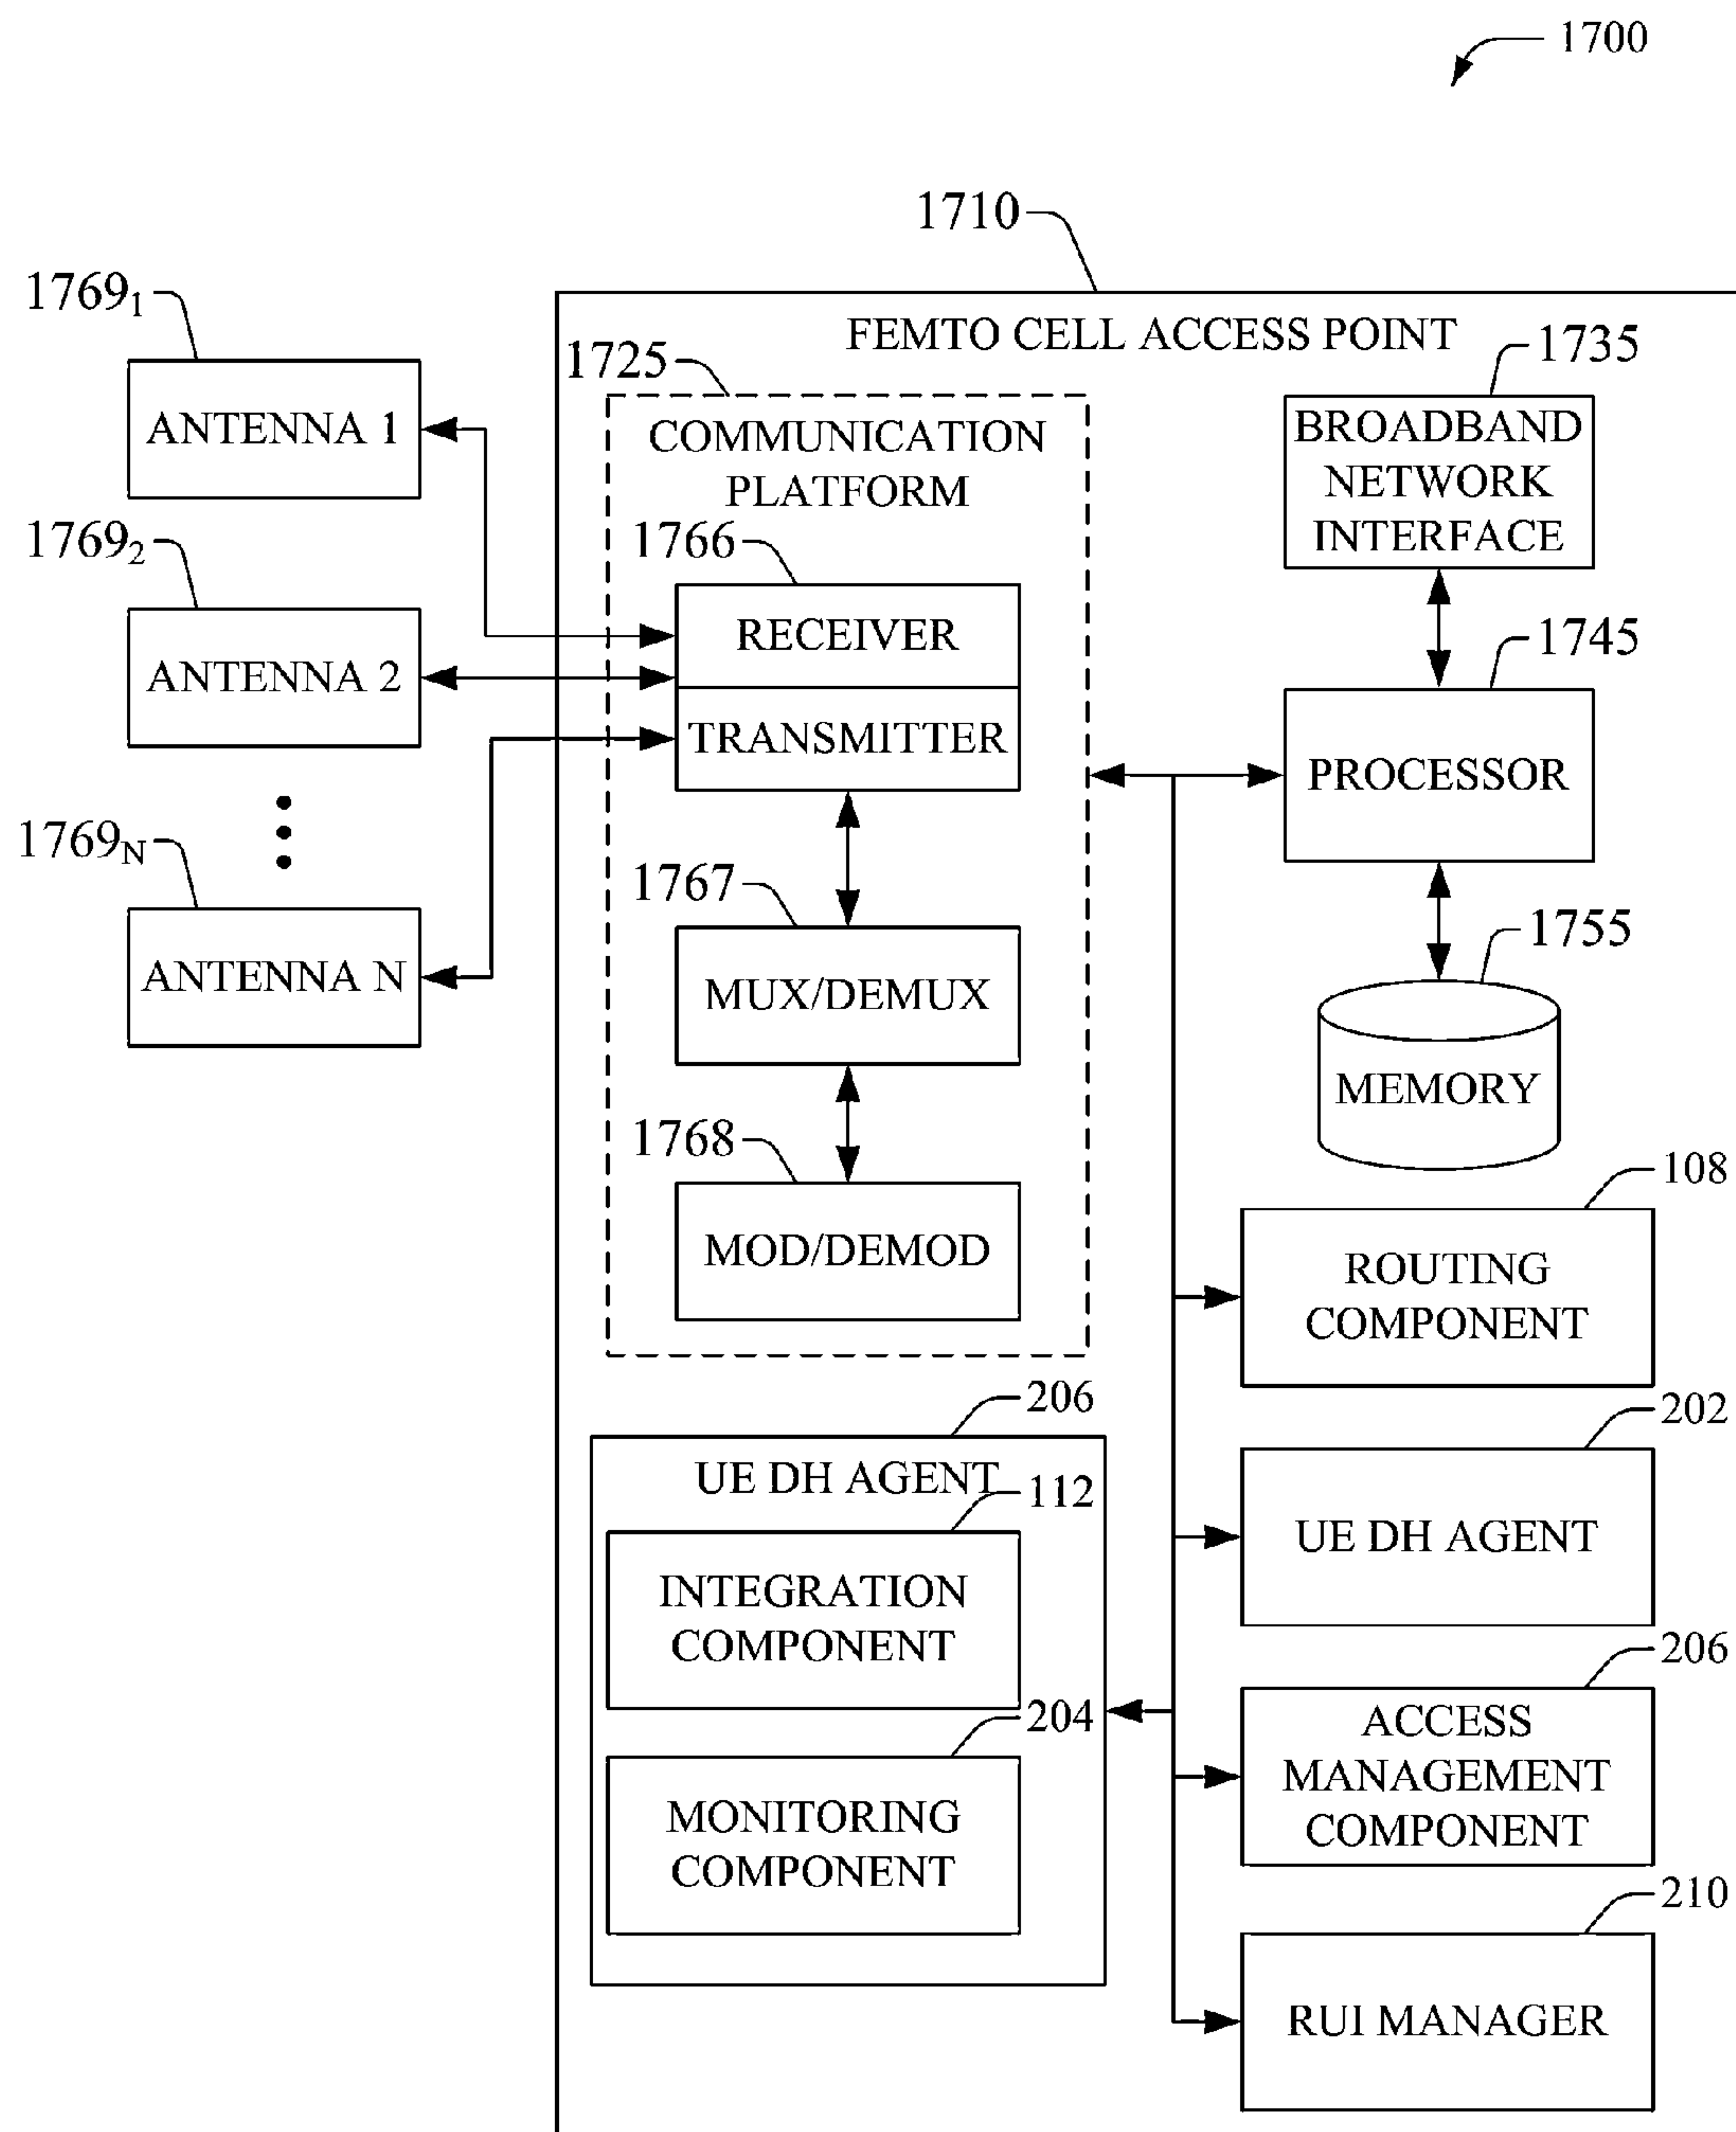 1700
1710
1769₁
FEMTO CELL ACCESS POINT
1725
1735
ANTENNA 1
COMMUNICATION
PLATFORM
BROADBAND
NETWORK
INTERFACE
1769₂
1766
ANTENNA 2
RECEIVER
TRANSMITTER
1745
PROCESSOR
1769ₙ
ANTENNA N
1767
MUX/DEMUX
1755
MEMORY
1768
MOD/DEMOD
108
ROUTING
COMPONENT
206
UE DH AGENT
112
INTEGRATION
COMPONENT
204
MONITORING
COMPONENT
202
UE DH AGENT
206
ACCESS
MANAGEMENT
COMPONENT
210
RUI MANAGER